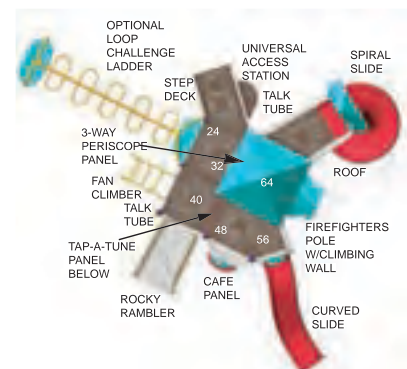 OPTIONAL
LOOP
CHALLENGE
LADDER
UNIVERSAL
ACCESS
STATION
SPIRAL
SLIDE
STEP
DECK
TALK
TUBE
24
3-WAY
PERISCOPE
PANEL
32
ROOF
64
FAN
CLIMBER
40
TALK
TUBE
48
56
FIREFIGHTERS
POLE
W/CLIMBING
WALL
TAP-A-TUNE
PANEL
BELOW
CAFE
PANEL
ROCKY
RAMBLER
CURVED
SLIDE